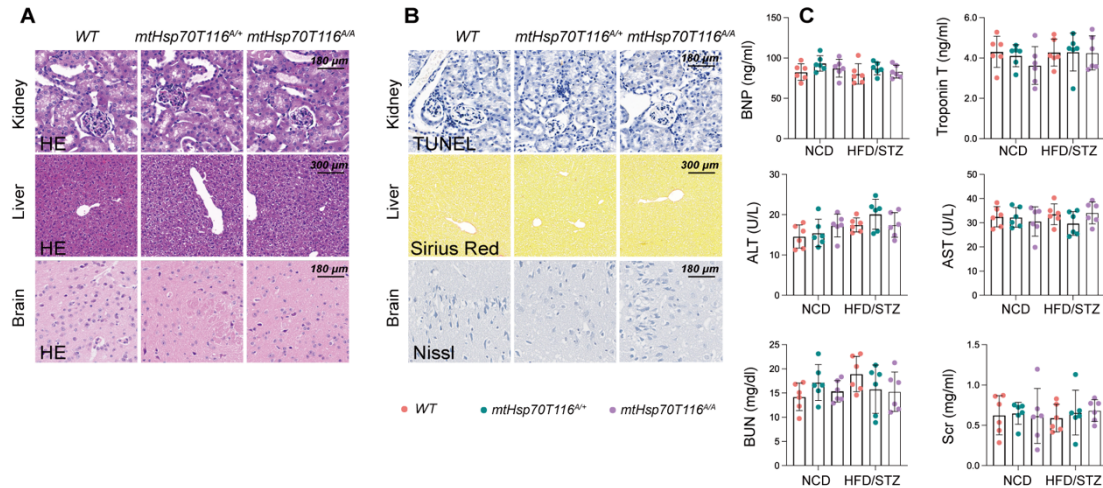 A
WT mtHsp70T116A/+ mtHsp70T116A/A
Kidney
180 μm
HE
Liver
300 μm
HE
Brain
180 μm
HE
B
WT mtHsp70T116A/+ mtHsp70T116A/A
Kidney
180 μm
TUNEL
Liver
300 μm
Sirius Red
Brain
180 μm
Nissl
WT mtHsp70T116A/+ mtHsp70T116A/A
C
BNP (ng/ml)
150
100
50
0
NCD HFD/STZ
Troponin T (ng/ml)
6.0
4.0
2.0
0
NCD HFD/STZ
ALT (U/L)
30
20
10
0
NCD HFD/STZ
AST (U/L)
50
40
30
20
10
0
NCD HFD/STZ
BUN (mg/dl)
25
20
15
10
5
0
NCD HFD/STZ
Scr (mg/ml)
1.5
1.0
0.5
0.0
NCD HFD/STZ